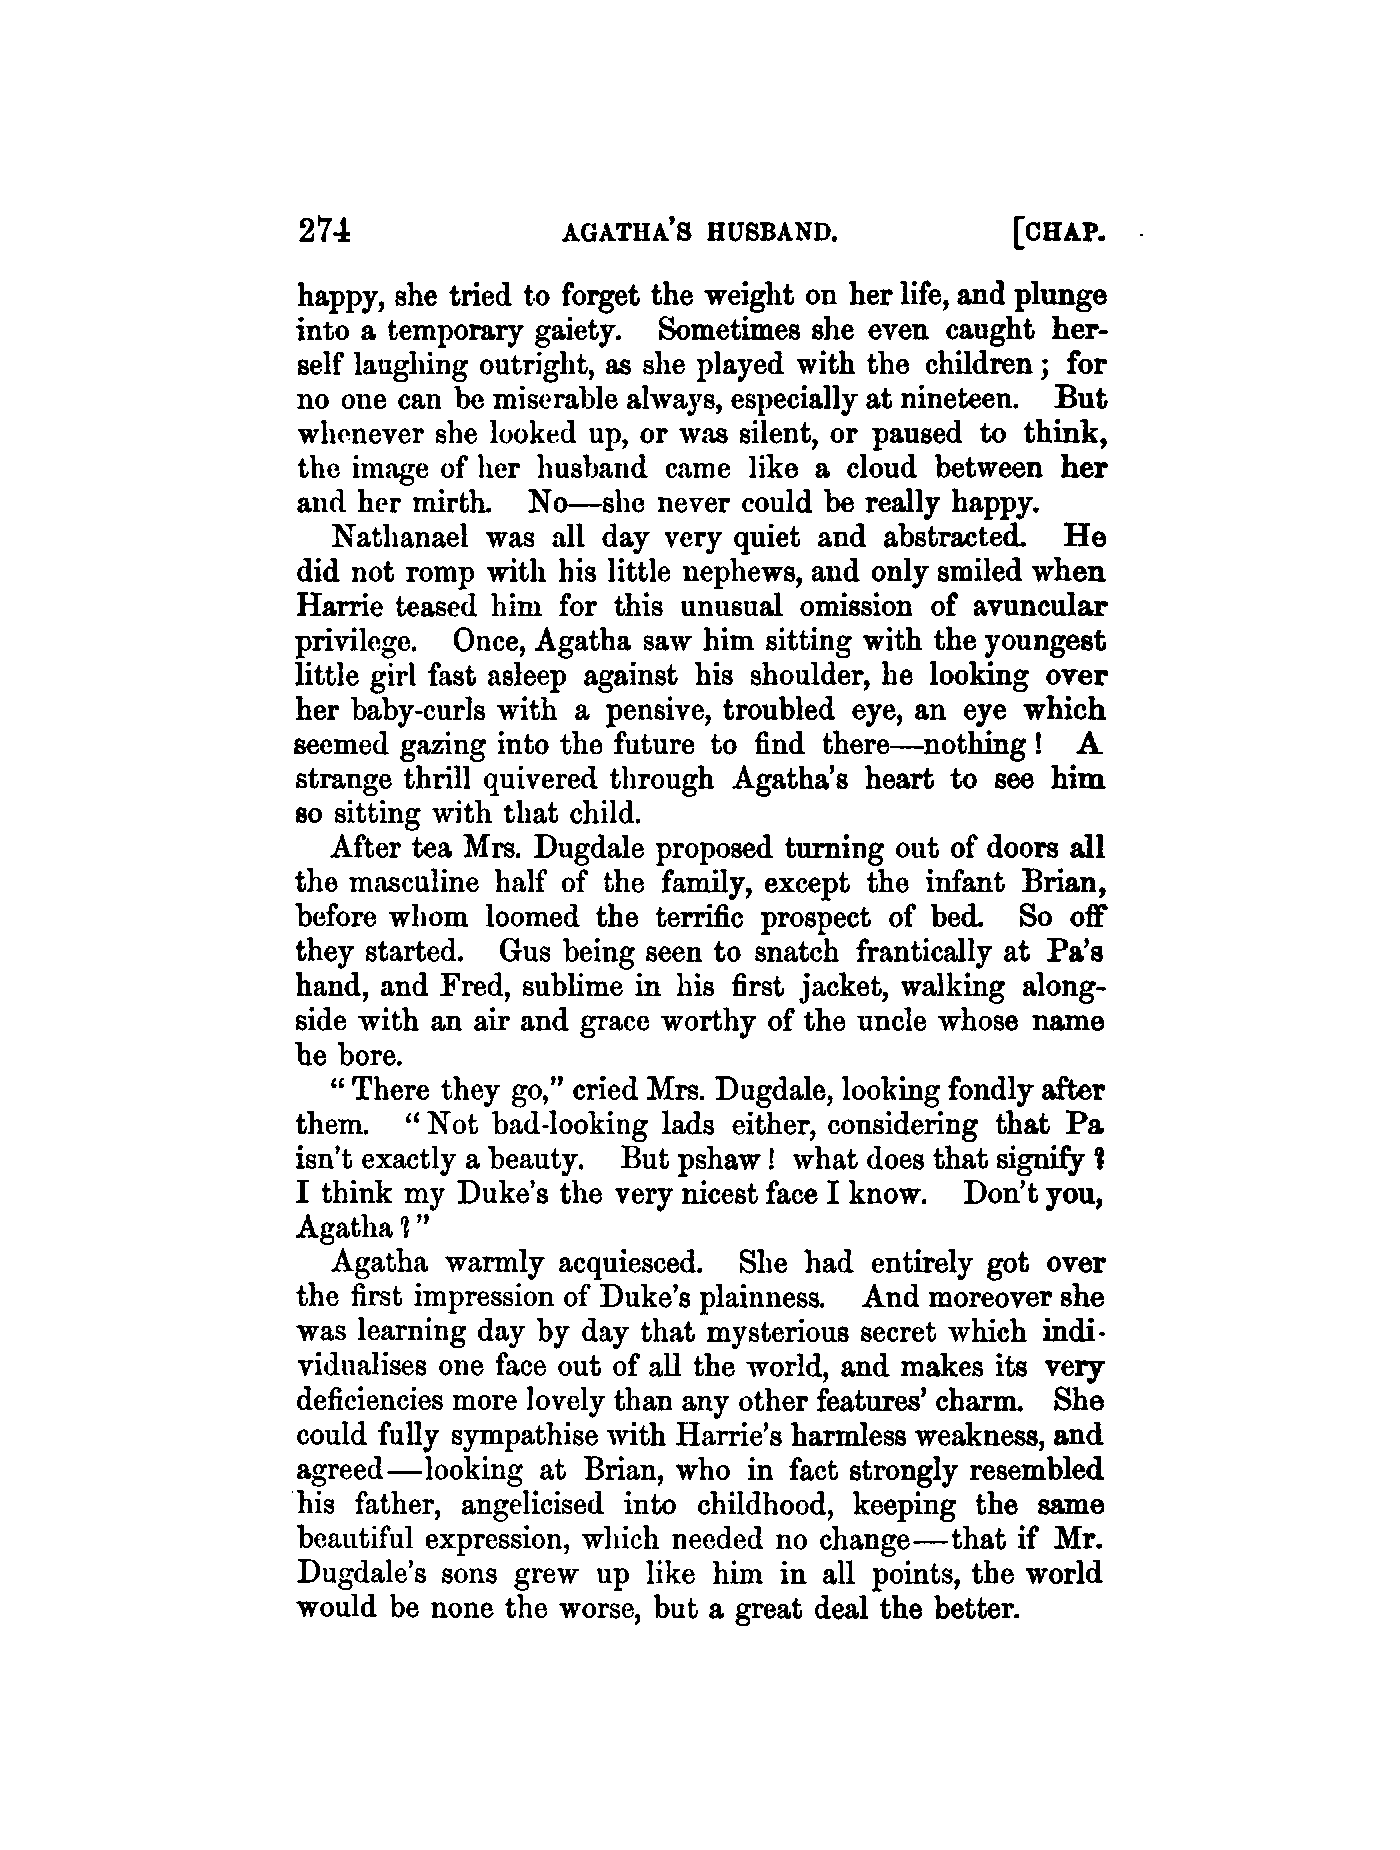 274 AGATHA'S HUSBAND. [CHAP.
happy, she tried to forget the weight on her life, and plunge
into a temporary gaiety. Sometimes she even caught her-
self laughing outright, as she played with the children; for
no one can be miserable always, especially at nineteen. But
whenever she looked up, or was silent, or paused to think,
the image of her husband came like a cloud between her
and her mirth. No—she never could be really happy.
Nathanael was all day very quiet and abstracted. He
did not romp with his little nephews, and only smiled when
Harrie teased him for this unusual omission of avuncular
privilege. Once, Agatha saw him sitting with the youngest
little girl fast asleep against his shoulder, he looking over
her baby-curls with a pensive, troubled eye, an eye which
seemed gazing into the future to find there—nothing! A
strange thrill quivered through Agatha's heart to see him
so sitting with that child.
After tea Mrs. Dugdale proposed turning out of doors all
the masculine half of the family, except the infant Brian,
before whom loomed the terrific prospect of bed. So off
they started. Gus being seen to snatch frantically at Pa's
hand, and Fred, sublime in his first jacket, walking along-
side with an air and grace worthy of the uncle whose name
he bore.
"There they go," cried Mrs. Dugdale, looking fondly after
them. "Not bad-looking lads either, considering that Pa
isn't exactly a beauty. But pshaw! what does that signify?
I think my Duke's the very nicest face I know. Don't you,
Agatha?"
Agatha warmly acquiesced. She had entirely got over
the first impression of Duke's plainness. And moreover she
was learning day by day that mysterious secret which indi-
vidualises one face out of all the world, and makes its very
deficiencies more lovely than any other features' charm. She
could fully sympathise with Harrie's harmless weakness, and
agreed—looking at Brian, who in fact strongly resembled
his father, angelicised into childhood, keeping the same
beautiful expression, which needed no change—that if Mr.
Dugdale's sons grew up like him in all points, the world
would be none the worse, but a great deal the better.